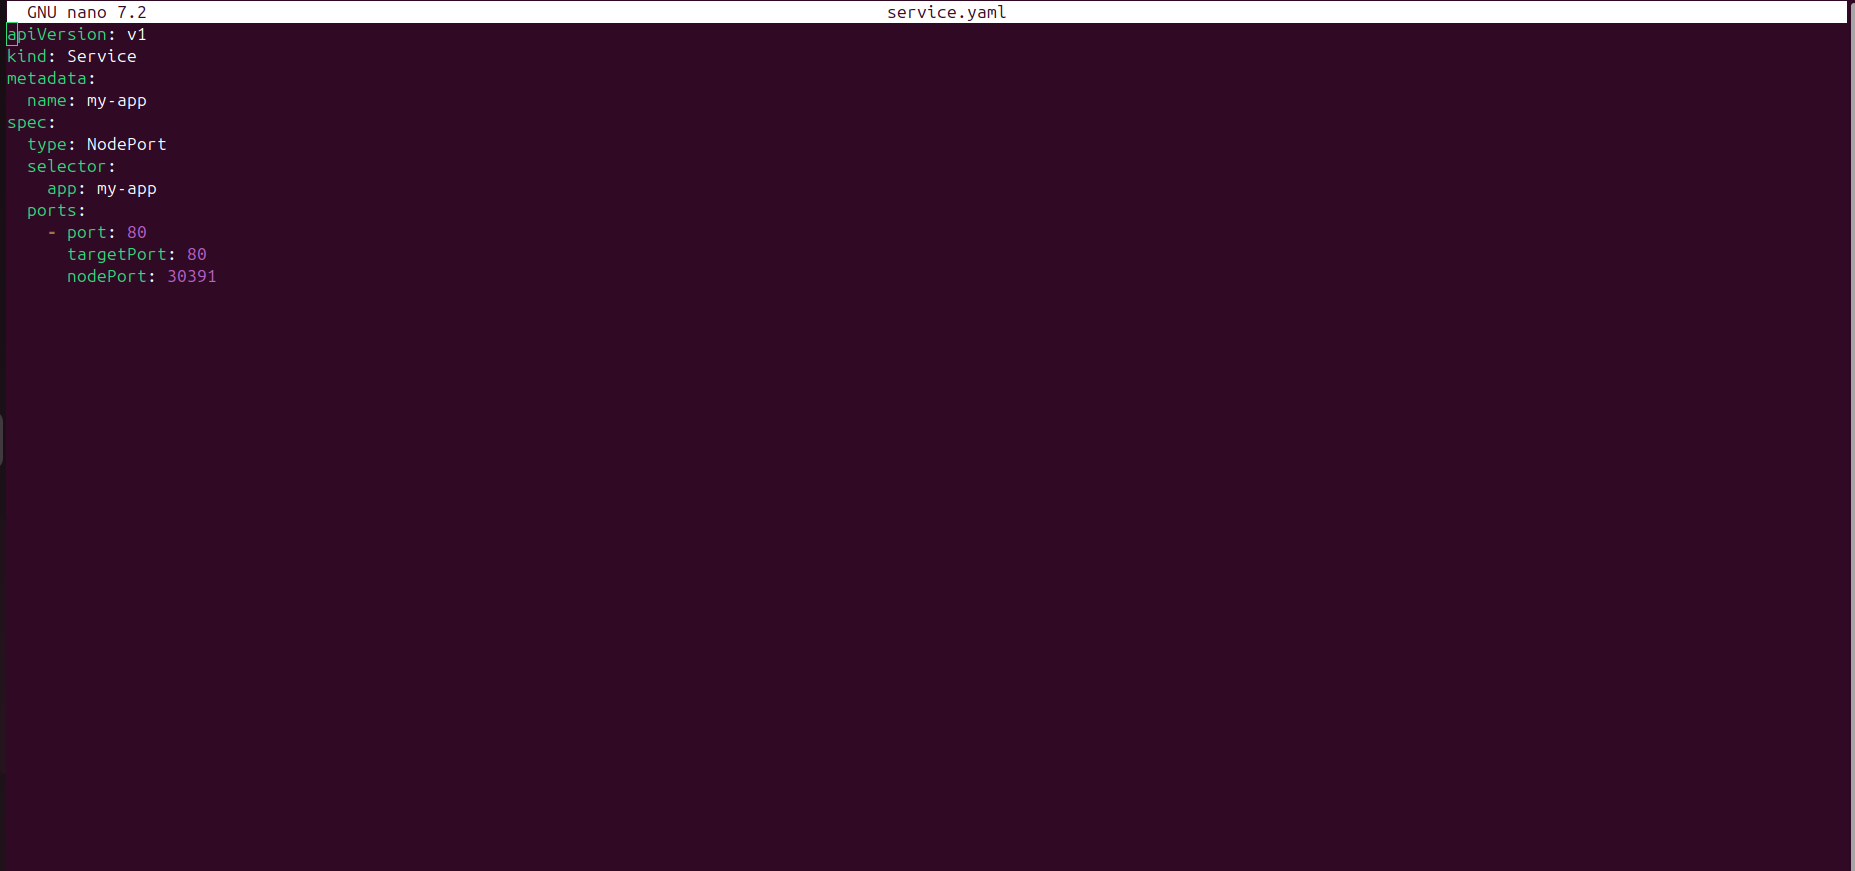 GNU nano 7.2 service.yaml
apiVersion: v1
kind: Service
metadata:
  name: my-app
spec:
  type: NodePort
  selector:
    app: my-app
  ports:
    - port: 80
      targetPort: 80
      nodePort: 30391